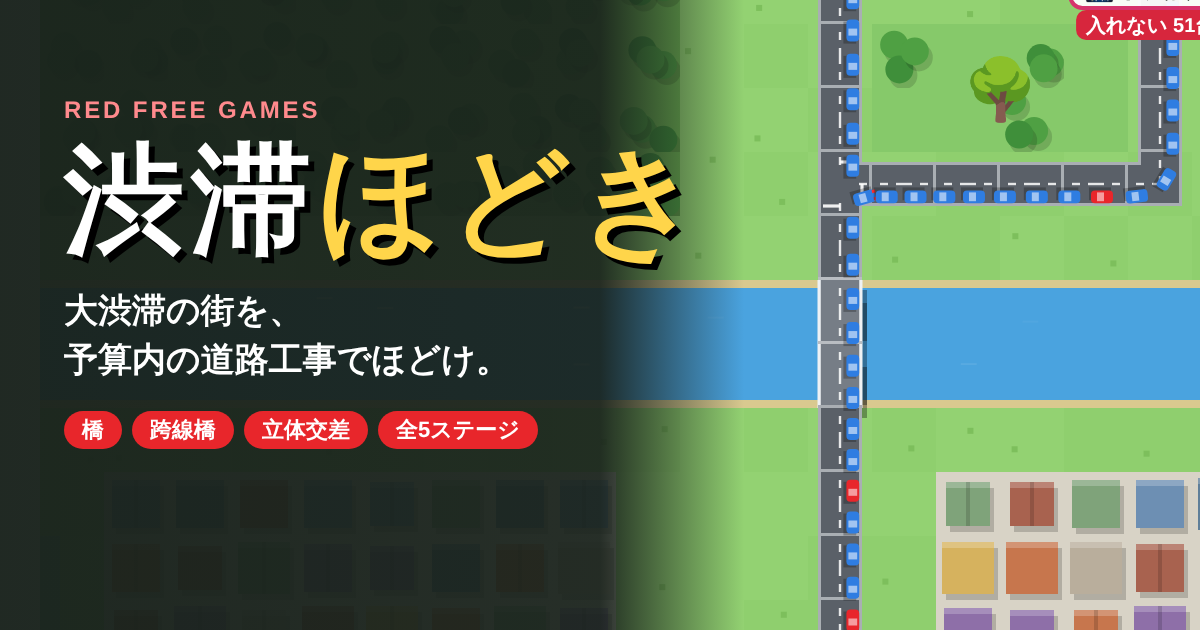 RED FREE GAMES
渋滞ほどき
大渋滞の街を、
予算内の道路工事でほどけ。
橋 跨線橋 立体交差 全5ステージ
入れない 51